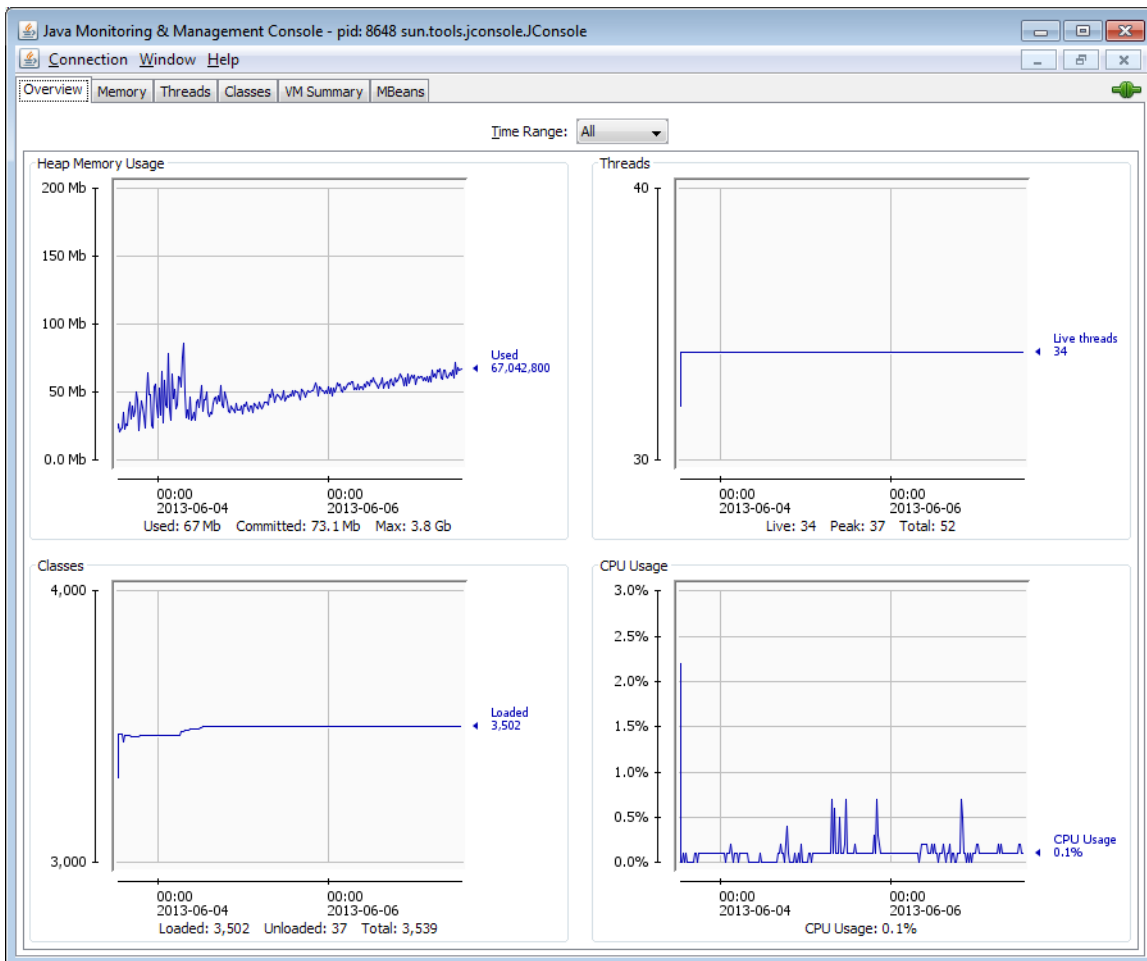 Java Monitoring & Management Console - pid: 8648 sun.tools.jconsole.JConsole
Connection Window Help
Overview Memory Threads Classes VM Summary MBeans
Time Range: All
Heap Memory Usage
200 Mb
150 Mb
100 Mb
50 Mb
0.0 Mb
Used
67,042,800
00:00
2013-06-04
00:00
2013-06-06
Used: 67 Mb Committed: 73.1 Mb Max: 3.8 Gb
Threads
40
30
Live threads
34
00:00
2013-06-04
00:00
2013-06-06
Live: 34 Peak: 37 Total: 52
Classes
4,000
3,000
Loaded
3,502
00:00
2013-06-04
00:00
2013-06-06
Loaded: 3,502 Unloaded: 37 Total: 3,539
CPU Usage
3.0%
2.5%
2.0%
1.5%
1.0%
0.5%
0.0%
CPU Usage
0.1%
00:00
2013-06-04
00:00
2013-06-06
CPU Usage: 0.1%